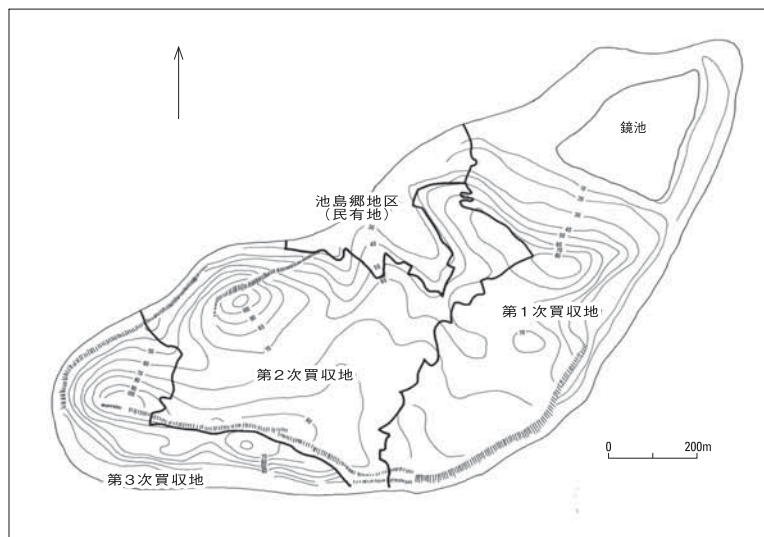 鏡池
池島郷地区
（民有地）
第1次買収地
第2次買収地
第3次買収地
0 200m